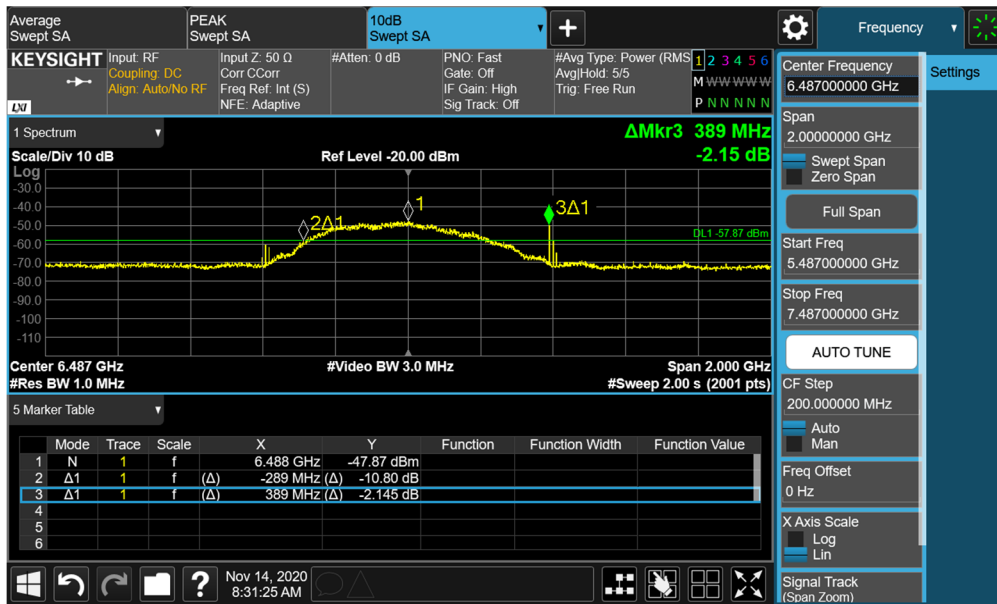 Average
Swept SA
PEAK
Swept SA
10dB
Swept SA
Frequency
KEYSIGHT
LXI
Input: RF
Coupling: DC
Align: Auto/No RF
Input Z: 50 Ω
Corr CCorr
Freq Ref: Int (S)
NFE: Adaptive
#Atten: 0 dB
PNO: Fast
Gate: Off
IF Gain: High
Sig Track: Off
#Avg Type: Power (RMS
Avg|Hold: 5/5
Trig: Free Run
1 2 3 4 5 6
M W W W W W
P N N N N N
1 Spectrum
ΔMkr3 389 MHz
-2.15 dB
Scale/Div 10 dB
Ref Level -20.00 dBm
Log
-30.0
-40.0
-50.0
-60.0
-70.0
-80.0
-90.0
-100
-110
2Δ1
1
3Δ1
DL1 -57.87 dBm
Center 6.487 GHz
#Video BW 3.0 MHz
Span 2.000 GHz
#Res BW 1.0 MHz
#Sweep 2.00 s (2001 pts)
5 Marker Table
Mode Trace Scale X Y Function Function Width Function Value
1 N 1 f 6.488 GHz -47.87 dBm
2 Δ1 1 f (Δ) -289 MHz (Δ) -10.80 dB
3 Δ1 1 f (Δ) 389 MHz (Δ) -2.145 dB
4
5
6
Nov 14, 2020
8:31:25 AM
?
Center Frequency
6.487000000 GHz
Settings
Span
2.00000000 GHz
Swept Span
Zero Span
Full Span
Start Freq
5.487000000 GHz
Stop Freq
7.487000000 GHz
AUTO TUNE
CF Step
200.000000 MHz
Auto
Man
Freq Offset
0 Hz
X Axis Scale
Log
Lin
Signal Track
(Span Zoom)